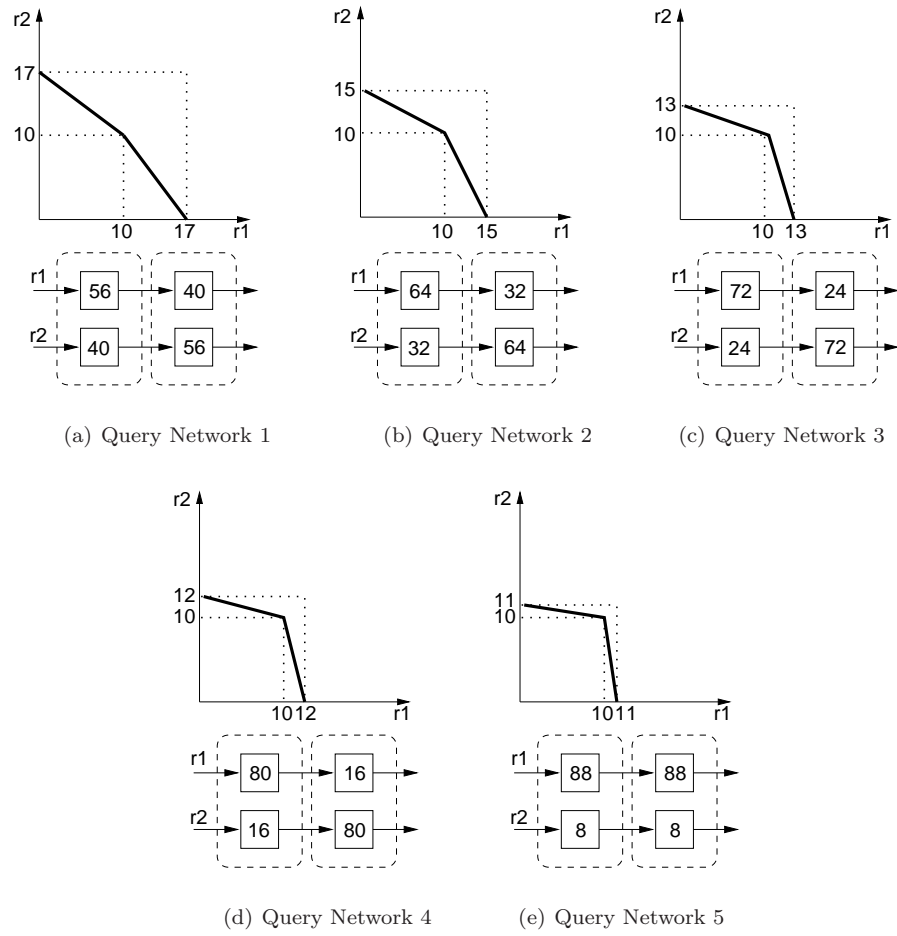 r2 r2 r2
17
15
13
10 10 10
10 17 r1 10 15 r1 10 13 r1
r1 56 40 r1 64 32 r1 72 24
r2 40 56 r2 32 64 r2 24 72
(a) Query Network 1 (b) Query Network 2 (c) Query Network 3
r2 r2
12 11
10 10
10 12 r1 10 11 r1
r1 80 16 r1 88 88
r2 16 80 r2 8 8
(d) Query Network 4 (e) Query Network 5